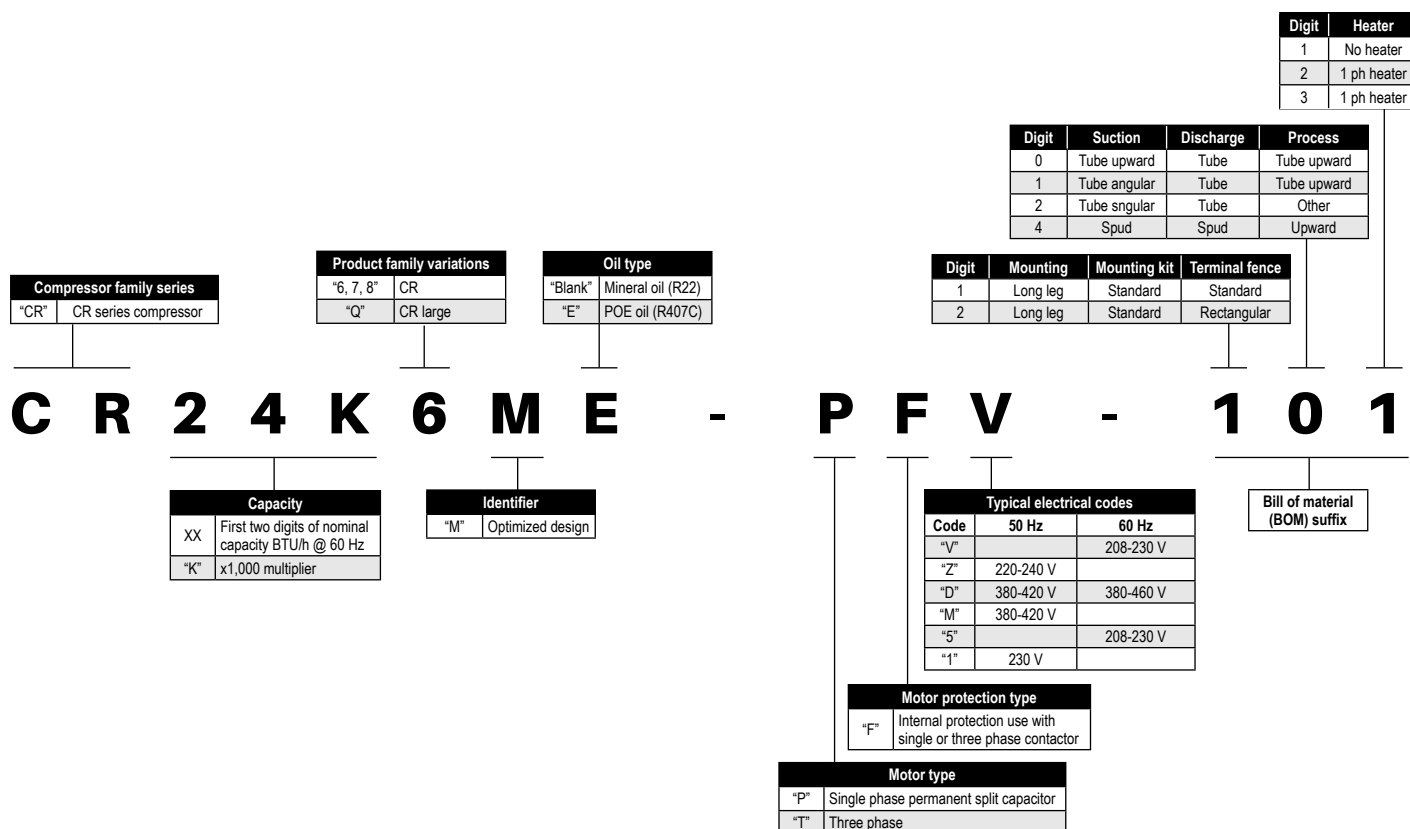 Digit Heater
1 No heater
2 1 ph heater
3 1 ph heater
Digit Suction Discharge Process
0 Tube upward Tube Tube upward
1 Tube angular Tube Tube upward
2 Tube sngular Tube Other
4 Spud Spud Upward
Compressor family series
“CR” CR series compressor
Product family variations
“6, 7, 8” CR
“Q” CR large
Oil type
“Blank” Mineral oil (R22)
“E” POE oil (R407C)
Digit Mounting Mounting kit Terminal fence
1 Long leg Standard Standard
2 Long leg Standard Rectangular
C R 2 4 K 6 M E - P F V - 1 0 1
Capacity
XX First two digits of nominal
capacity BTU/h @ 60 Hz
“K” x1,000 multiplier
Identifier
“M” Optimized design
Typical electrical codes
Code 50 Hz 60 Hz
“V” 208-230 V
“Z” 220-240 V
“D” 380-420 V 380-460 V
“M” 380-420 V
“5” 208-230 V
“1” 230 V
Bill of material
(BOM) suffix
Motor protection type
“F” Internal protection use with
single or three phase contactor
Motor type
“P” Single phase permanent split capacitor
“T” Three phase